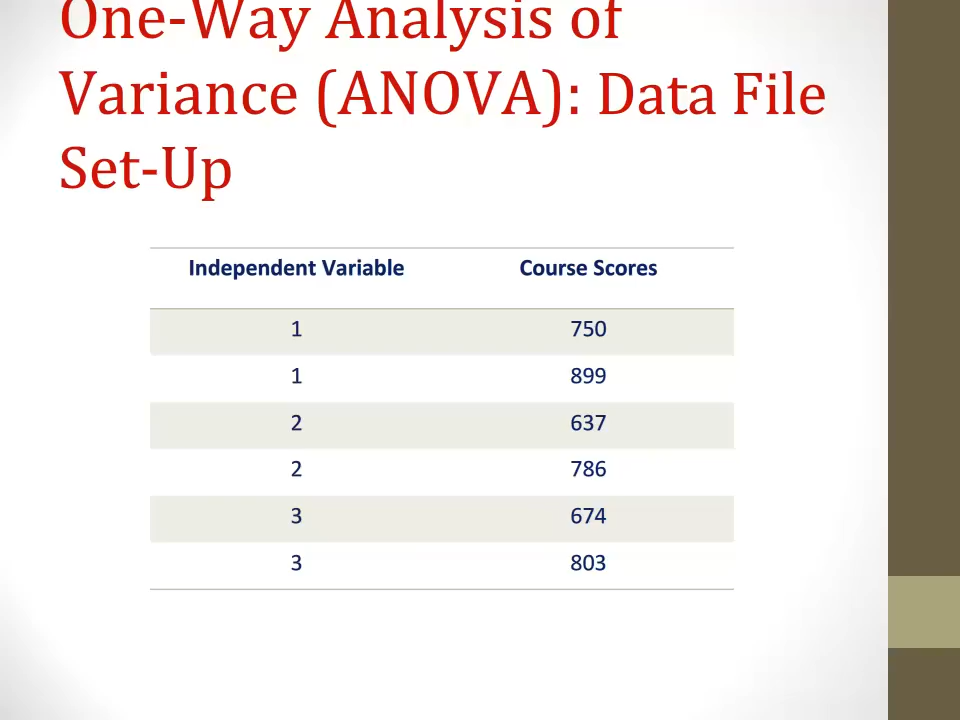 One-Way Analysis of
Variance (ANOVA): Data File
Set-Up
Independent Variable Course Scores
1 750
1 899
2 637
2 786
3 674
3 803